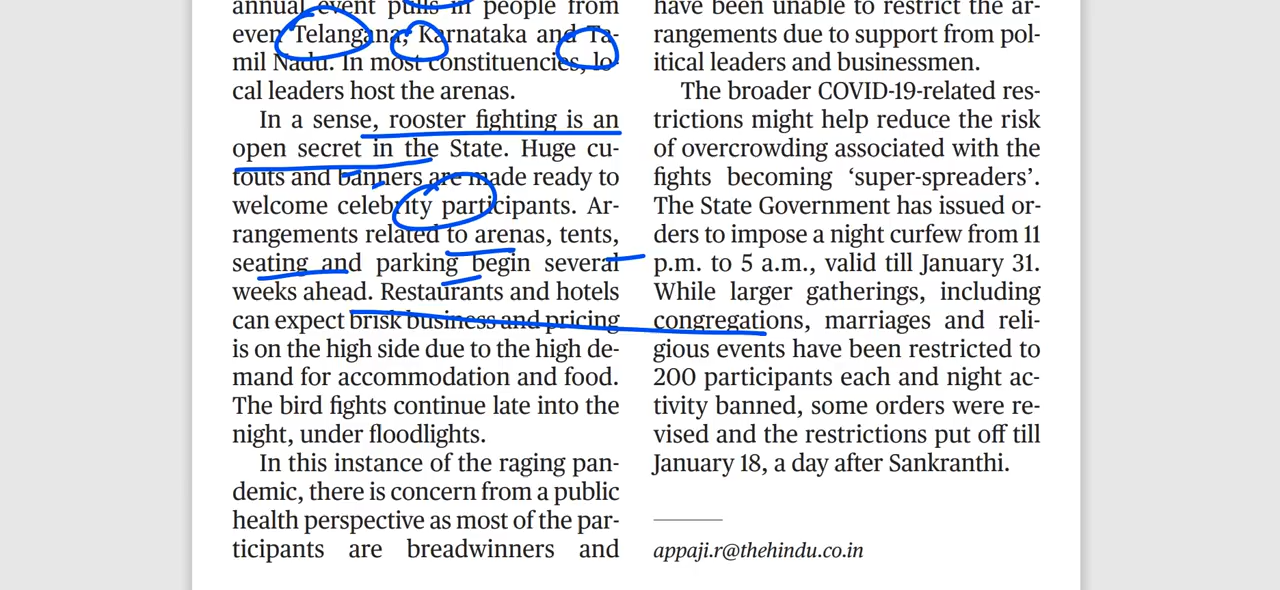 annual event pulls in people from
even Telangana, Karnataka and Ta-
mil Nadu. In most constituencies, lo-
cal leaders host the arenas.
In a sense, rooster fighting is an
open secret in the State. Huge cu-
touts and banners are made ready to
welcome celebrity participants. Ar-
rangements related to arenas, tents,
seating and parking begin several
weeks ahead. Restaurants and hotels
can expect brisk business and pricing
is on the high side due to the high de-
mand for accommodation and food.
The bird fights continue late into the
night, under floodlights.
In this instance of the raging pan-
demic, there is concern from a public
health perspective as most of the par-
ticipants are breadwinners and
have been unable to restrict the ar-
rangements due to support from pol-
itical leaders and businessmen.
The broader COVID-19-related res-
trictions might help reduce the risk
of overcrowding associated with the
fights becoming ‘super-spreaders’.
The State Government has issued or-
ders to impose a night curfew from 11
p.m. to 5 a.m., valid till January 31.
While larger gatherings, including
congregations, marriages and reli-
gious events have been restricted to
200 participants each and night ac-
tivity banned, some orders were re-
vised and the restrictions put off till
January 18, a day after Sankranthi.
appaji.r@thehindu.co.in